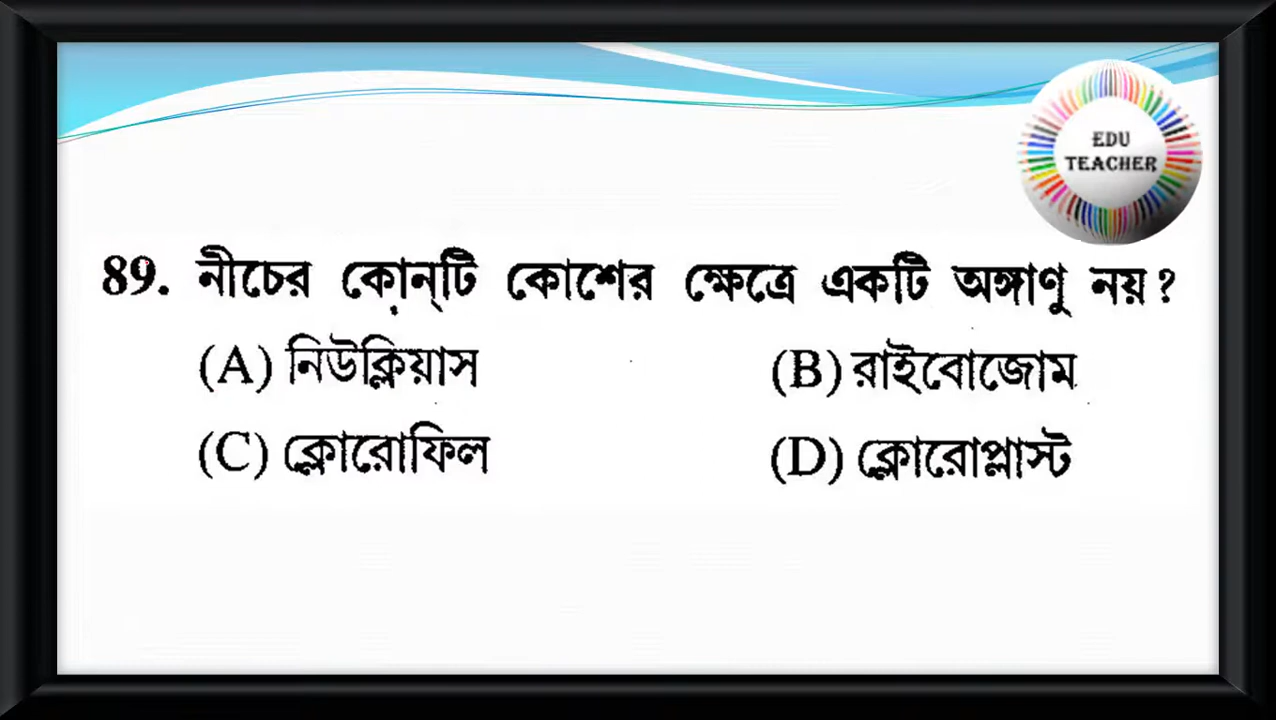 EDU
TEACHER
89. নীচের কোন্‌টি কোশের ক্ষেত্রে একটি অঙ্গাণু নয় ?
(A) নিউক্লিয়াস (B) রাইবোজোম
(C) ক্লোরোফিল (D) ক্লোরোপ্লাস্ট